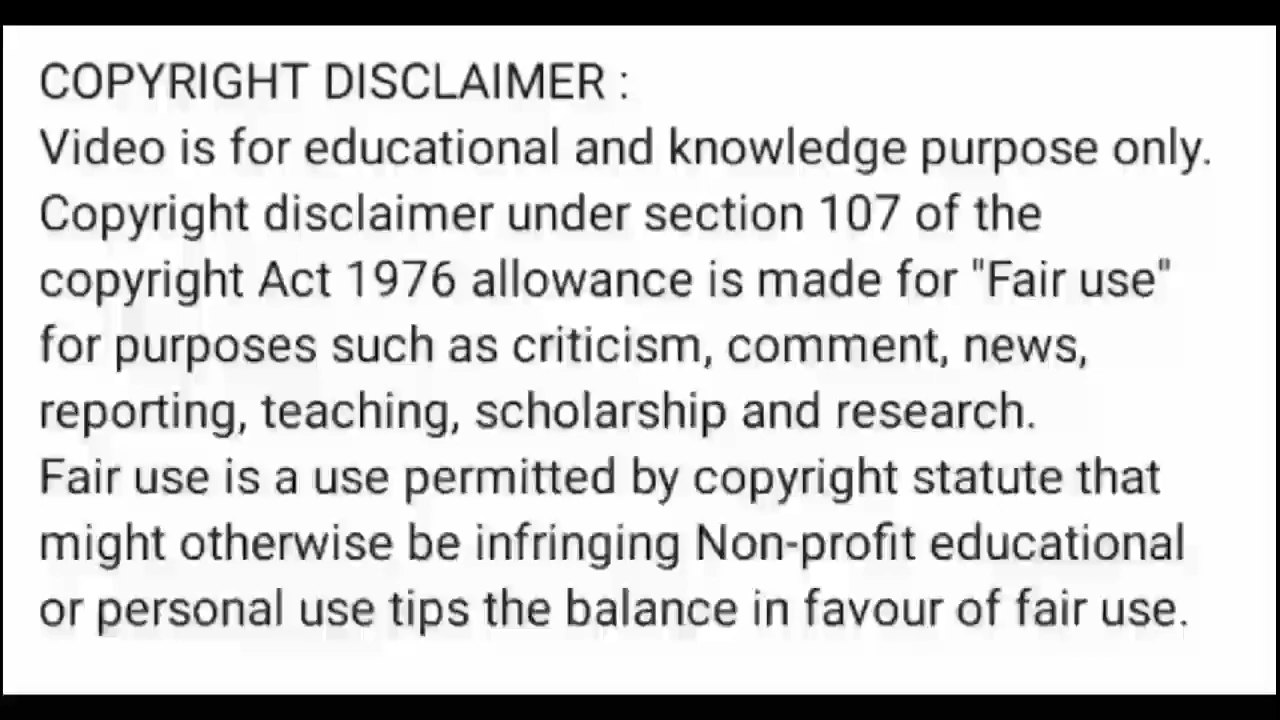 COPYRIGHT DISCLAIMER :
Video is for educational and knowledge purpose only.
Copyright disclaimer under section 107 of the
copyright Act 1976 allowance is made for "Fair use"
for purposes such as criticism, comment, news,
reporting, teaching, scholarship and research.
Fair use is a use permitted by copyright statute that
might otherwise be infringing Non-profit educational
or personal use tips the balance in favour of fair use.